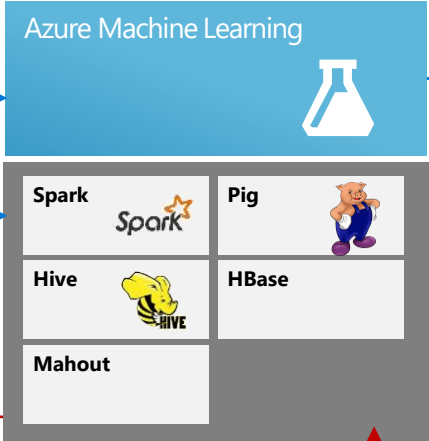 Azure Machine Learning
Spark
Spark
Pig
Hive
HIVE
HBase
Mahout